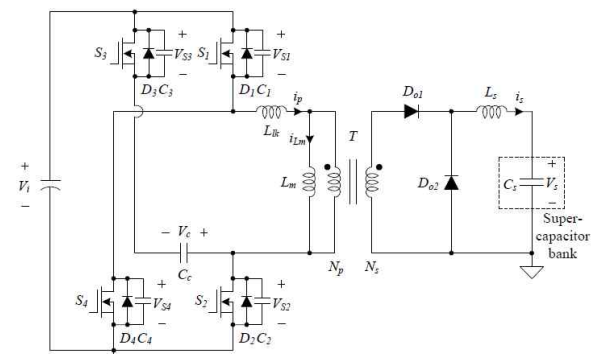 S3 VS3 S1 VS1
+ + 
− −
D3C3 D1C1
ip
Do1
Ls is
Llk
iLm
T
+
Vi
−
Lm
Do2
Cs
+
Vs
−
Super-
capacitor
bank
− Vc +
Cc
Np Ns
S4 VS4 S2 VS2
+ +
− −
D4C4 D2C2